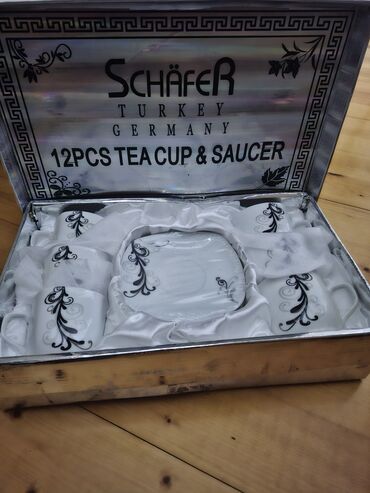 SCHÄFER
TURKEY
GERMANY
12PCS TEA CUP & SAUCER